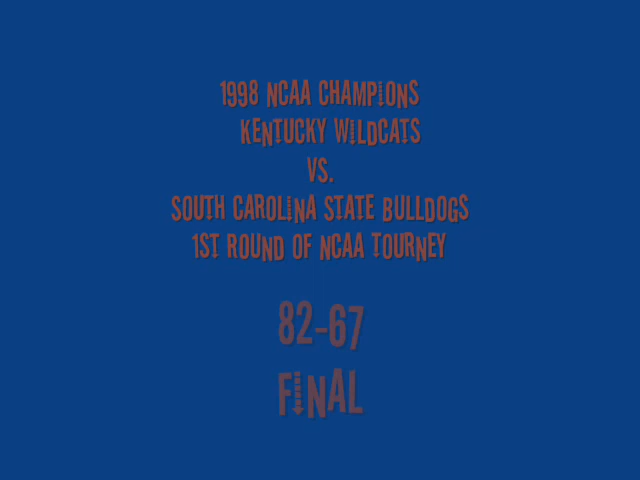 1998 NCAA CHAMPIONS
KENTUCKY WILDCATS
VS.
SOUTH CAROLINA STATE BULLDOGS
1ST ROUND OF NCAA TOURNEY
82-67
FINAL